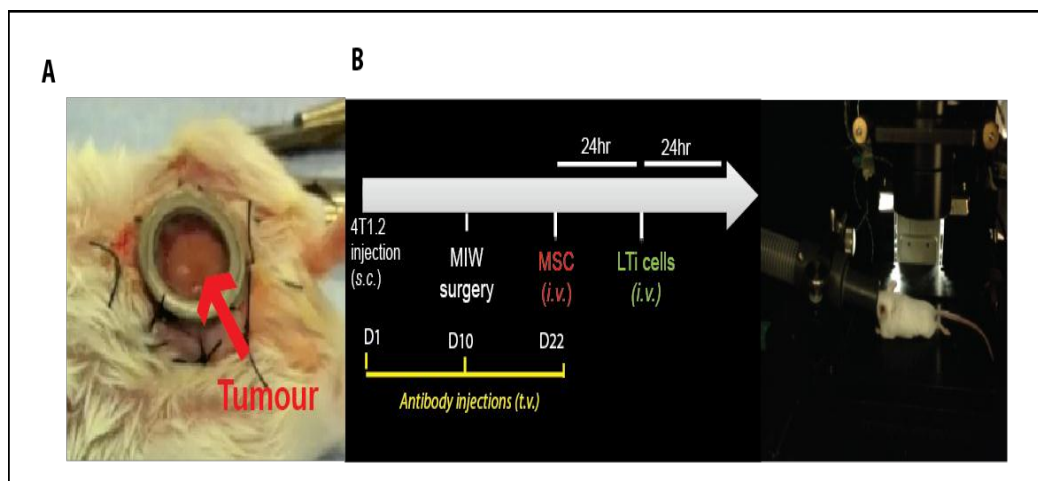 A
B
Tumour
24hr 24hr
4T1.2
injection
(s.c.)
MIW
surgery
MSC
(i.v.)
LTi cells
(i.v.)
D1 D10 D22
Antibody injections (t.v.)